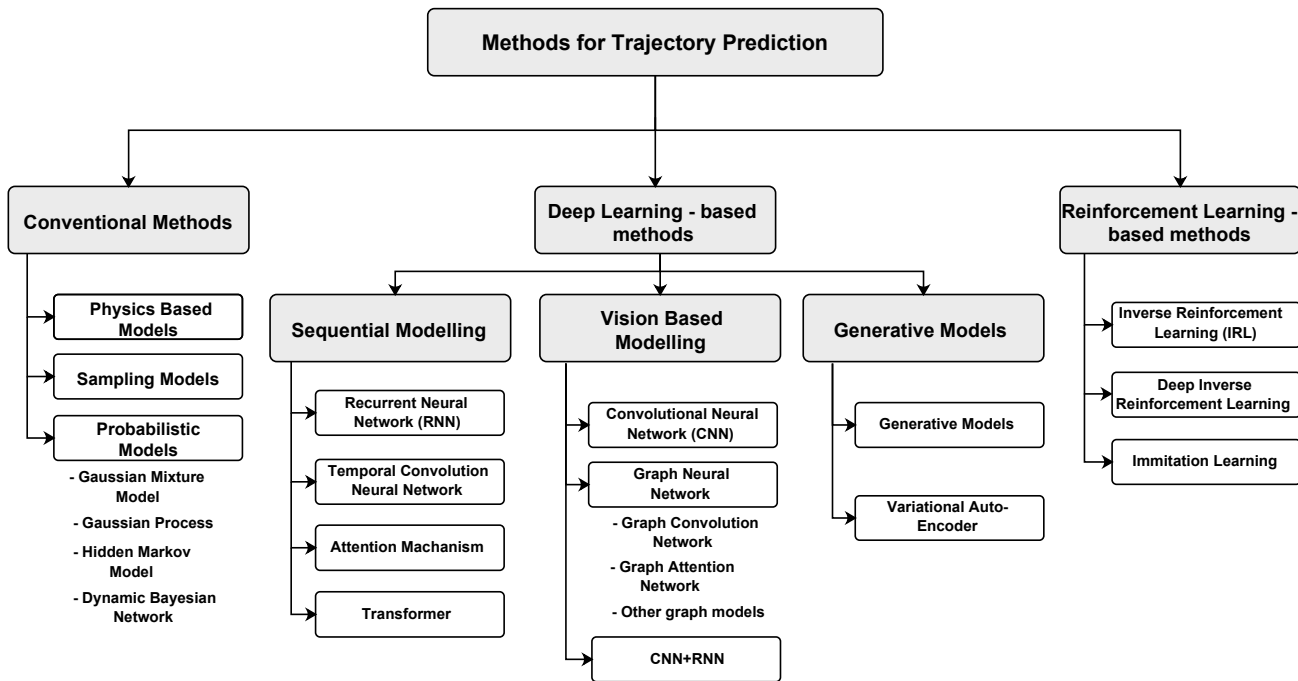 Methods for Trajectory Prediction
Conventional Methods
Physics Based
Models
Sampling Models
Probabilistic
Models
- Gaussian Mixture
Model
- Gaussian Process
- Hidden Markov
Model
- Dynamic Bayesian
Network
Deep Learning - based
methods
Sequential Modelling
Recurrent Neural
Network (RNN)
Temporal Convolution
Neural Network
Attention Machanism
Transformer
Vision Based
Modelling
Convolutional Neural
Network (CNN)
Graph Neural
Network
- Graph Convolution
Network
- Graph Attention
Network
- Other graph models
CNN+RNN
Generative Models
Generative Models
Variational Auto-
Encoder
Reinforcement Learning -
based methods
Inverse Reinforcement
Learning (IRL)
Deep Inverse
Reinforcement Learning
Immitation Learning